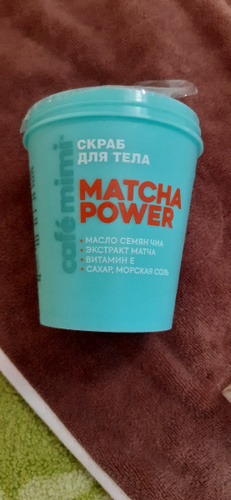 café mimi
СКРАБ
ДЛЯ ТЕЛА
MATCHA
POWER
• МАСЛО СЕМЯН ЧИА
• ЭКСТРАКТ МАТЧА
• ВИТАМИН Е
• САХАР, МОРСКАЯ СОЛЬ